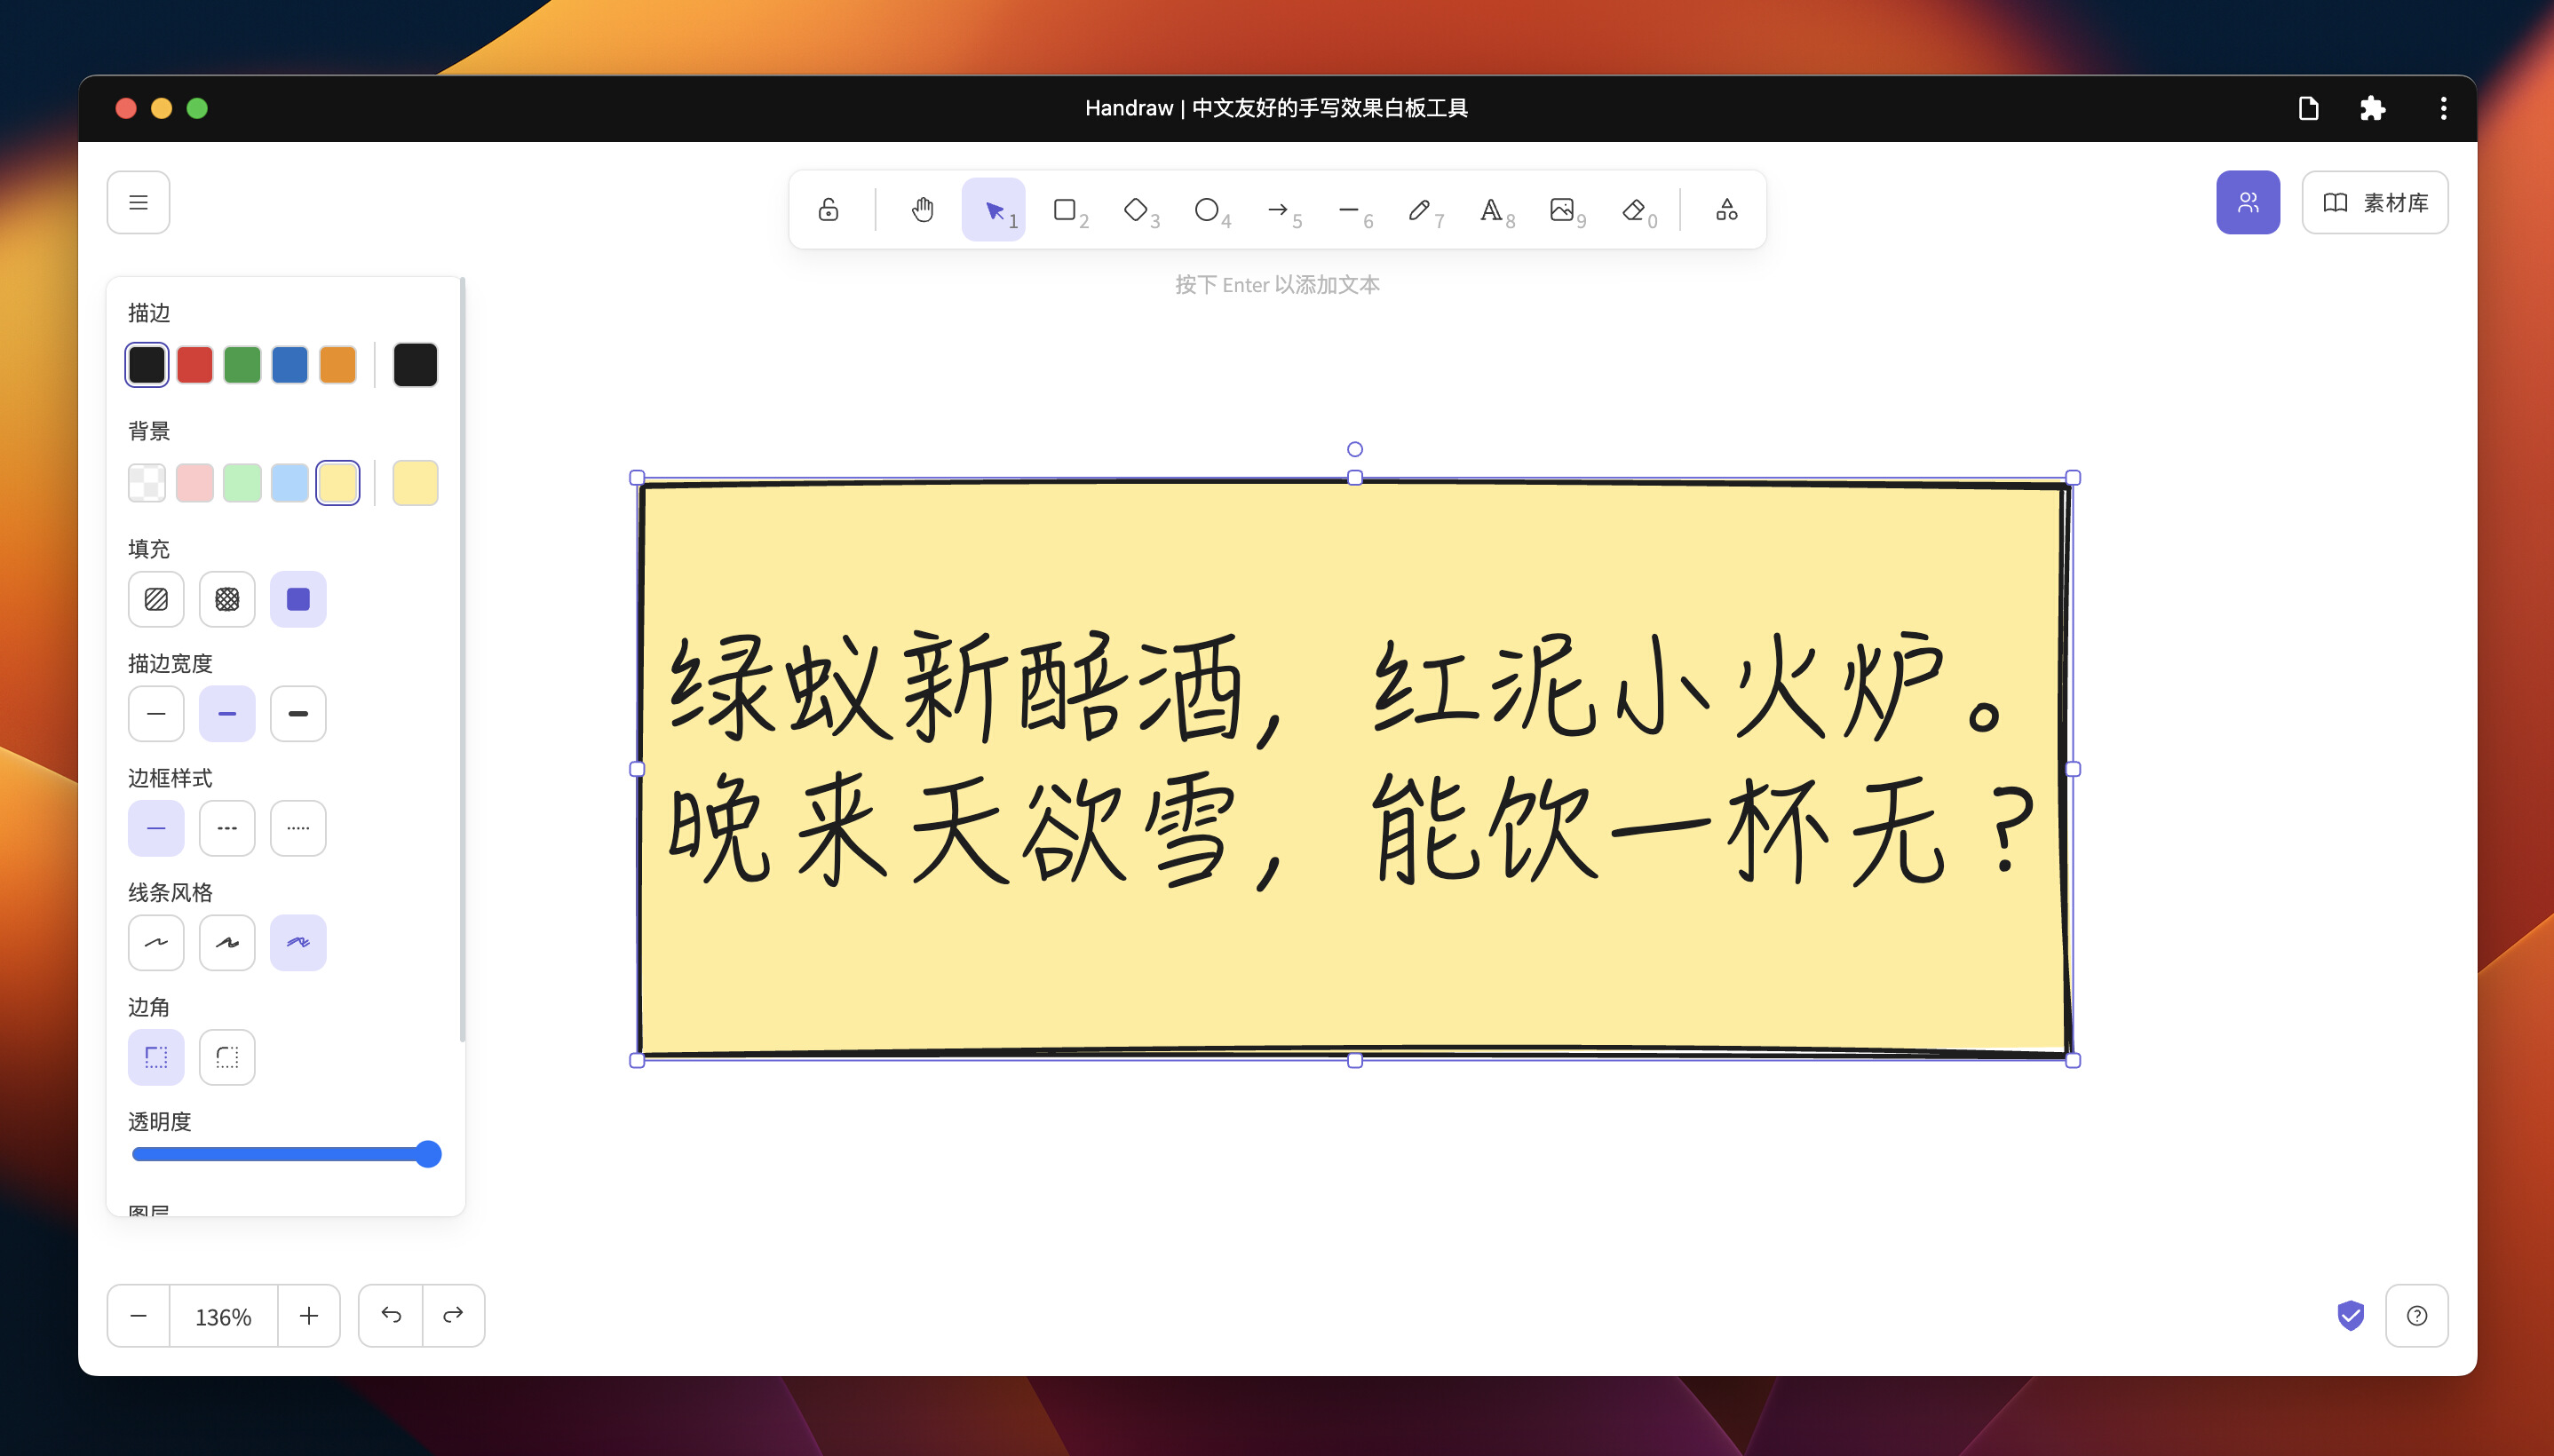 Handraw | 中文友好的手写效果白板工具
1
2
3
4
5
6
7
8
9
0
素材库
按下 Enter 以添加文本
描边
背景
填充
描边宽度
边框样式
线条风格
边角
透明度
图层
绿蚁新醅酒，红泥小火炉。
晚来天欲雪，能饮一杯无？
136%